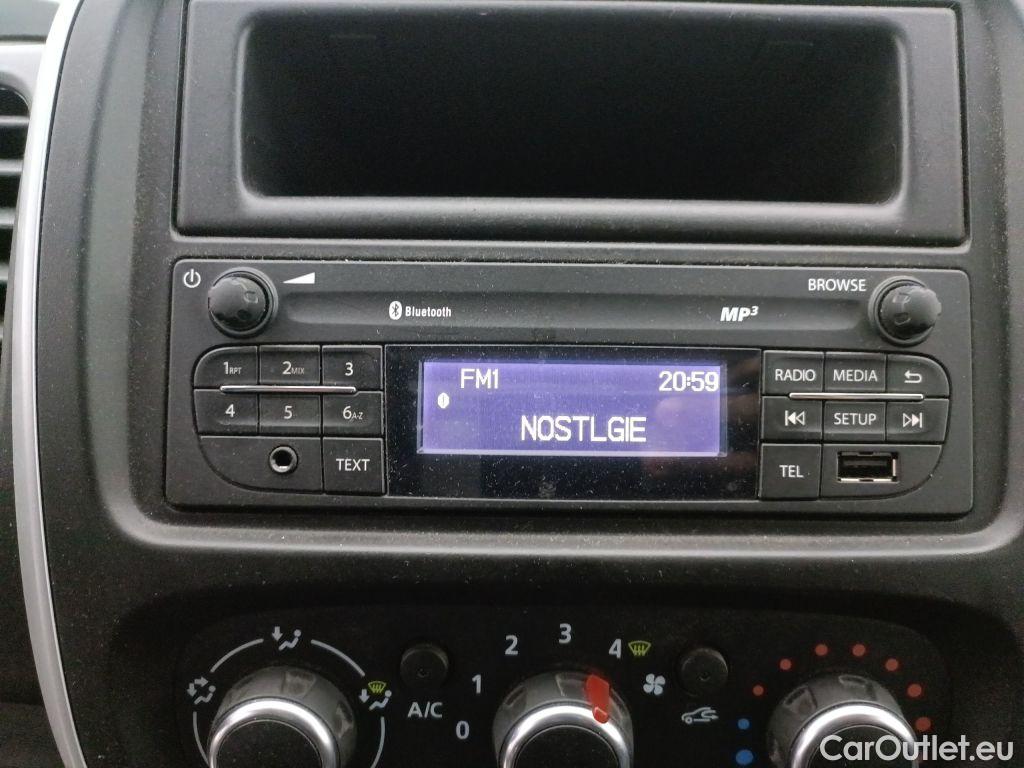 BROWSE
Bluetooth
MP3
1RPT 2MIX 3
FM1 20:59
RADIO MEDIA
4 5 6A-Z
NOSTLGIE
SETUP
TEXT
TEL
0 1 2 3 4
A/C
CarOutlet.eu